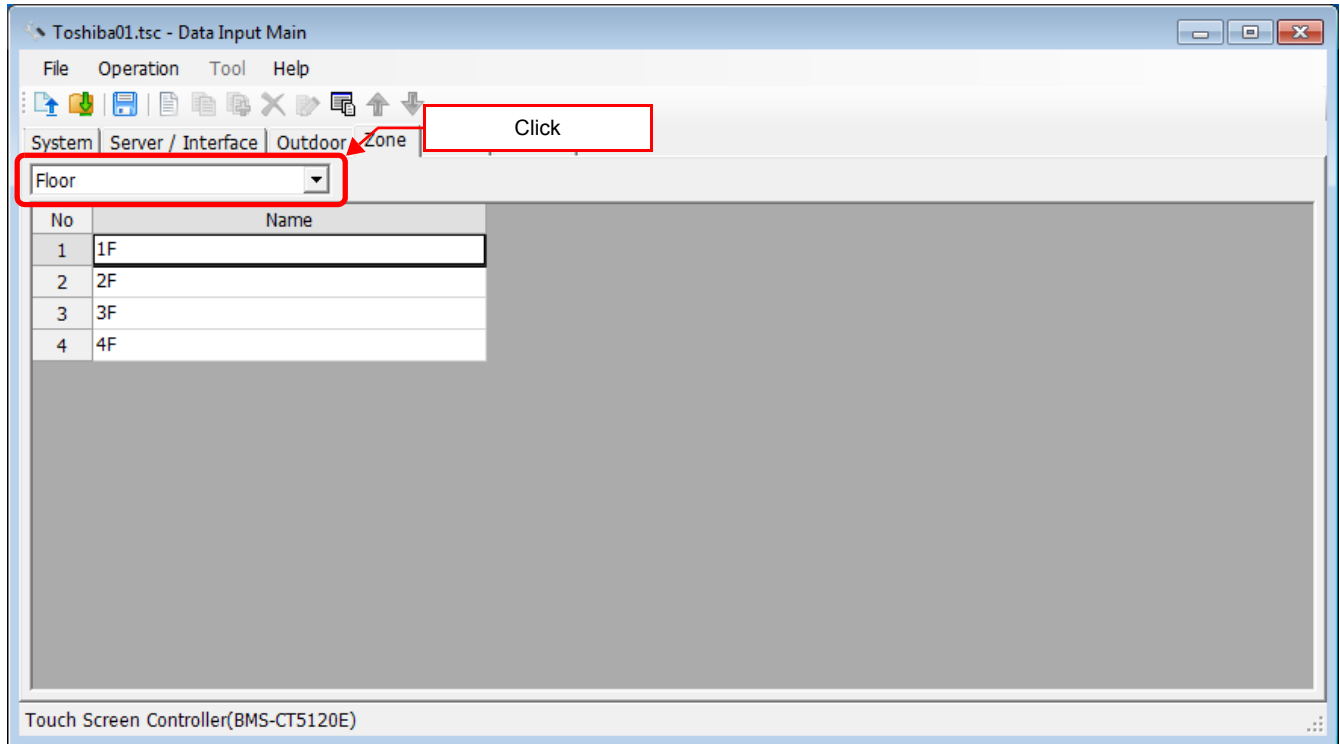 Toshiba01.tsc - Data Input Main
File Operation Tool Help
Click
System Server / Interface Outdoor Zone
Floor
No Name
1 1F
2 2F
3 3F
4 4F
Touch Screen Controller(BMS-CT5120E)